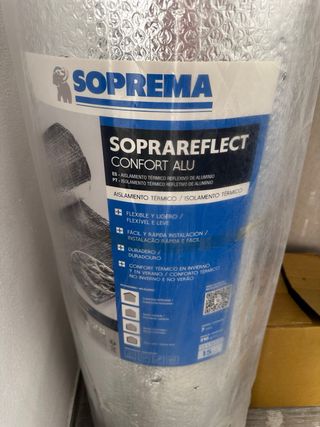 SOPREMA
SOPRAREFLECT
CONFORT ALU
ES - AISLAMIENTO TÉRMICO REFLEXIVO DE ALUMINIO
PT - ISOLAMENTO TÉRMICO REFLETIVO DE ALUMÍNIO
AISLAMIENTO TÉRMICO / ISOLAMENTO TÉRMICO
FLEXIBLE Y LIGERO /
FLEXÍVEL E LEVE
FÁCIL Y RÁPIDA INSTALACIÓN /
INSTALAÇÃO RÁPIDA E FÁCIL
DURADERO /
DURADOURO
CONFORT TÉRMICO EN INVIERNO
Y EN VERANO / CONFORTO TÉRMICO
NO INVERNO E NO VERÃO
15